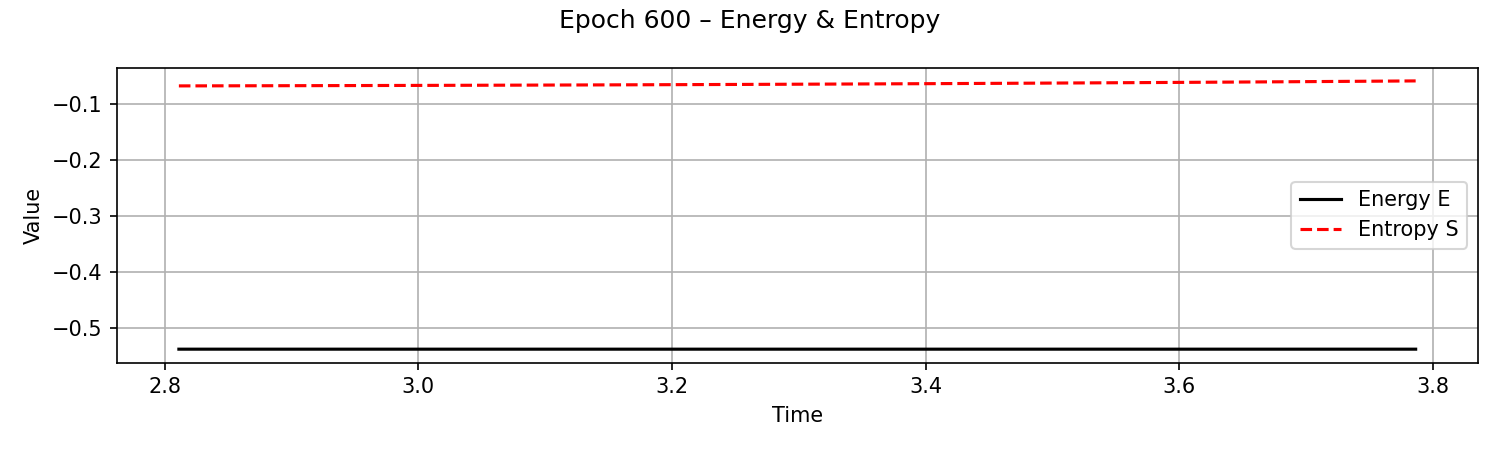 Epoch 600 – Energy & Entropy
−0.1
−0.2
−0.3
−0.4
−0.5
Value
Energy E
Entropy S
2.8 3.0 3.2 3.4 3.6 3.8
Time